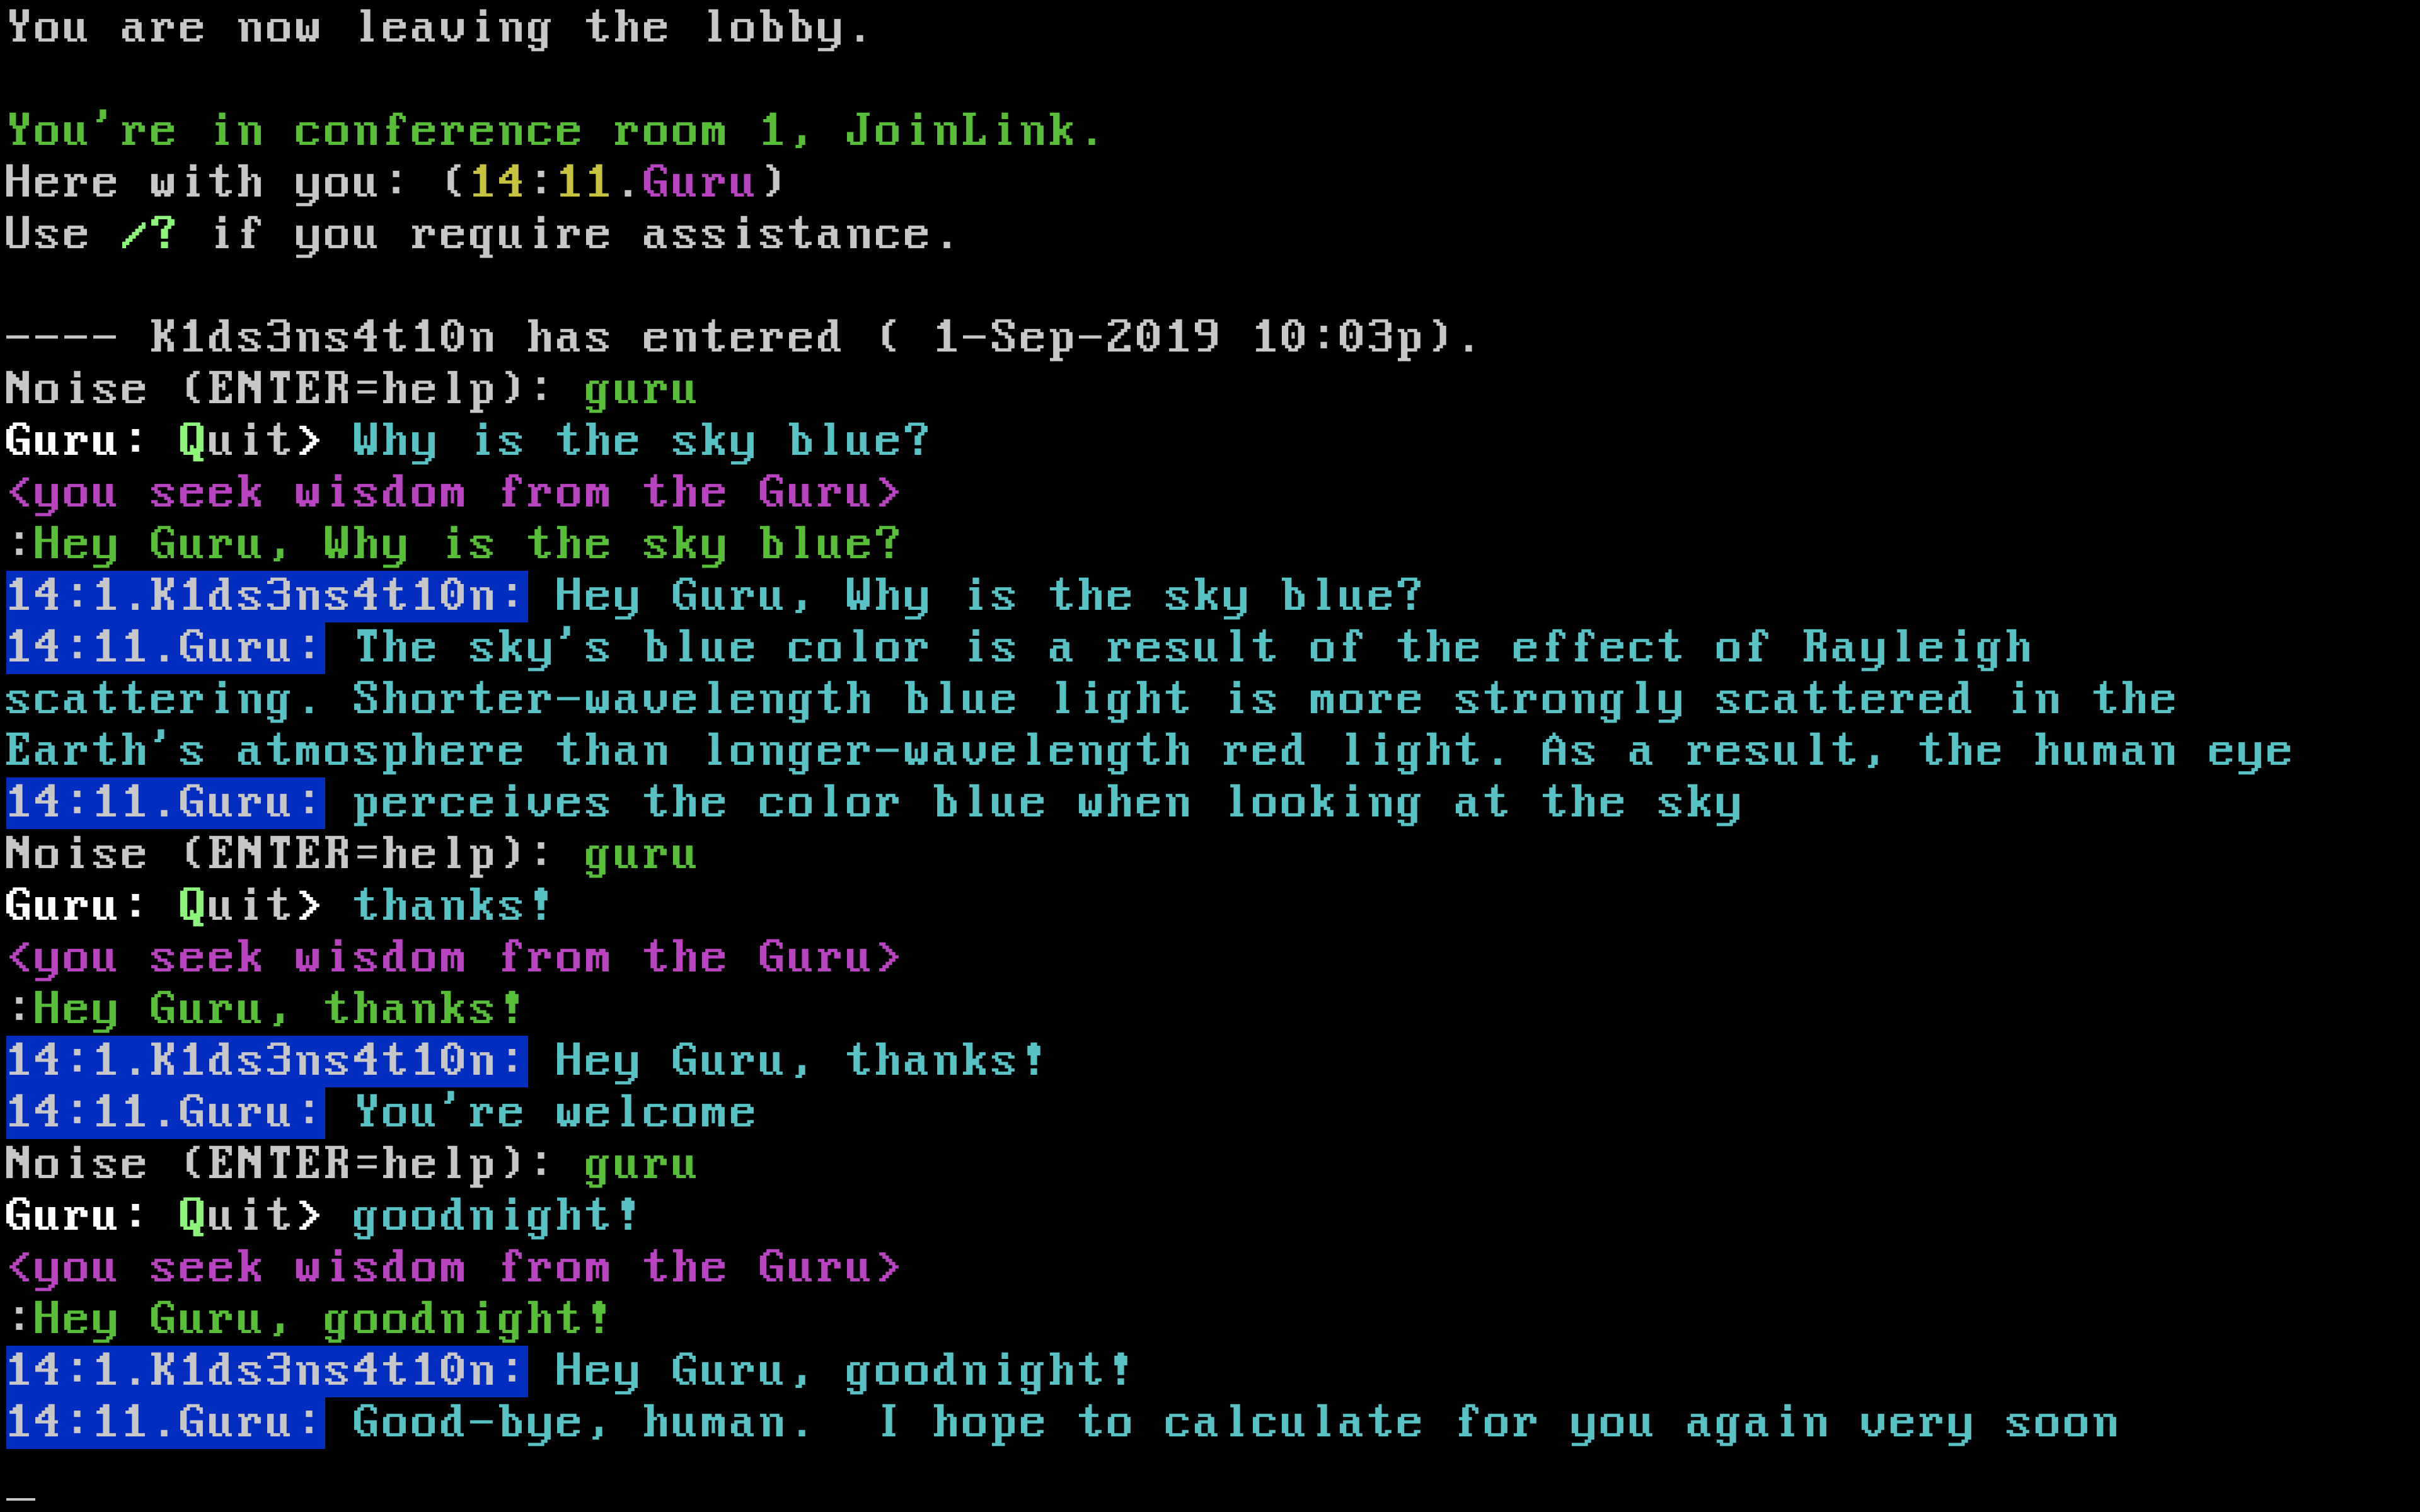 You are now leaving the lobby.
You're in conference room 1, JoinLink.
Here with you: (14:11.Guru)
Use /? if you require assistance.
---- K1ds3ns4t10n has entered ( 1-Sep-2019 10:03p).
Noise (ENTER=help): guru
Guru: Quit> Why is the sky blue?
<you seek wisdom from the Guru>
:Hey Guru, Why is the sky blue?
14:1.K1ds3ns4t10n: Hey Guru, Why is the sky blue?
14:11.Guru: The sky's blue color is a result of the effect of Rayleigh
scattering. Shorter-wavelength blue light is more strongly scattered in the
Earth's atmosphere than longer-wavelength red light. As a result, the human eye
14:11.Guru: perceives the color blue when looking at the sky
Noise (ENTER=help): guru
Guru: Quit> thanks!
<you seek wisdom from the Guru>
:Hey Guru, thanks!
14:1.K1ds3ns4t10n: Hey Guru, thanks!
14:11.Guru: You're welcome
Noise (ENTER=help): guru
Guru: Quit> goodnight!
<you seek wisdom from the Guru>
:Hey Guru, goodnight!
14:1.K1ds3ns4t10n: Hey Guru, goodnight!
14:11.Guru: Good-bye, human.  I hope to calculate for you again very soon